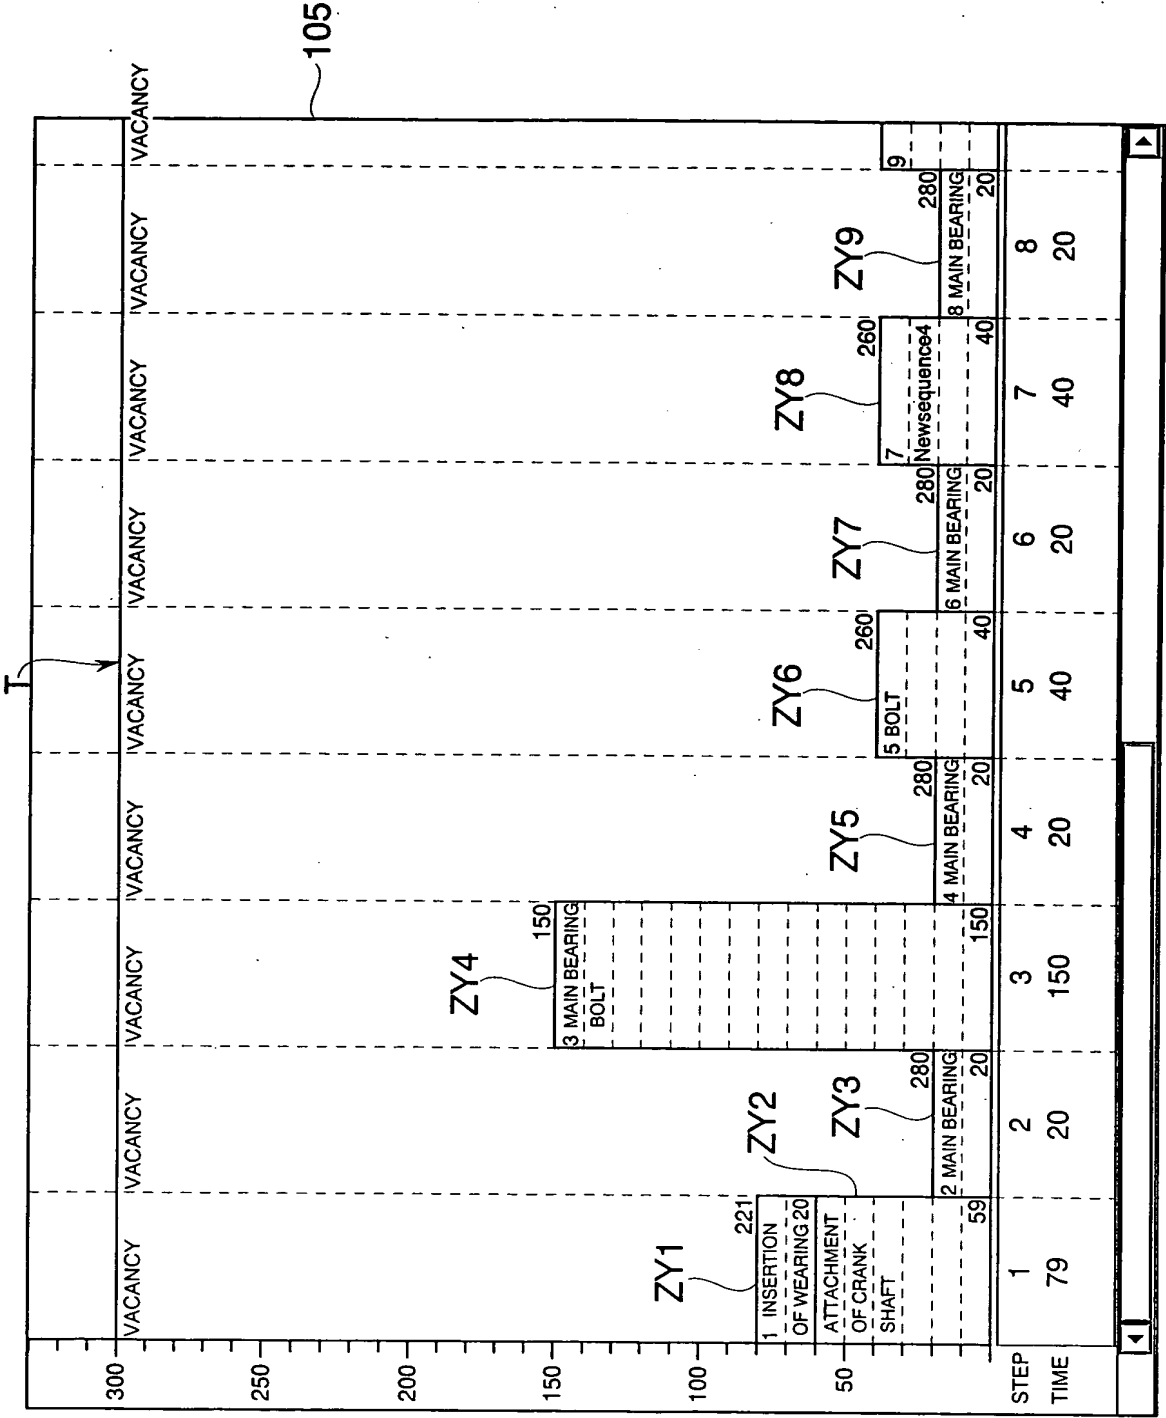 T
105
VACANCY VACANCY VACANCY VACANCY VACANCY VACANCY VACANCY VACANCY VACANCY
300
250
200
150
100
50
ZY1
221
1 INSERTION
OF WEARING 20
ATTACHMENT
OF CRANK
SHAFT
59
ZY2
ZY3
280
2 MAIN BEARING
20
ZY4
150
3 MAIN BEARING
BOLT
150
ZY5
280
4 MAIN BEARING
20
ZY6
260
5 BOLT
40
ZY7
280
6 MAIN BEARING
20
ZY8
260
7
Newsequence4
40
ZY9
280
8 MAIN BEARING
20
9
STEP 1 2 3 4 5 6 7 8
TIME 79 20 150 20 40 20 40 20